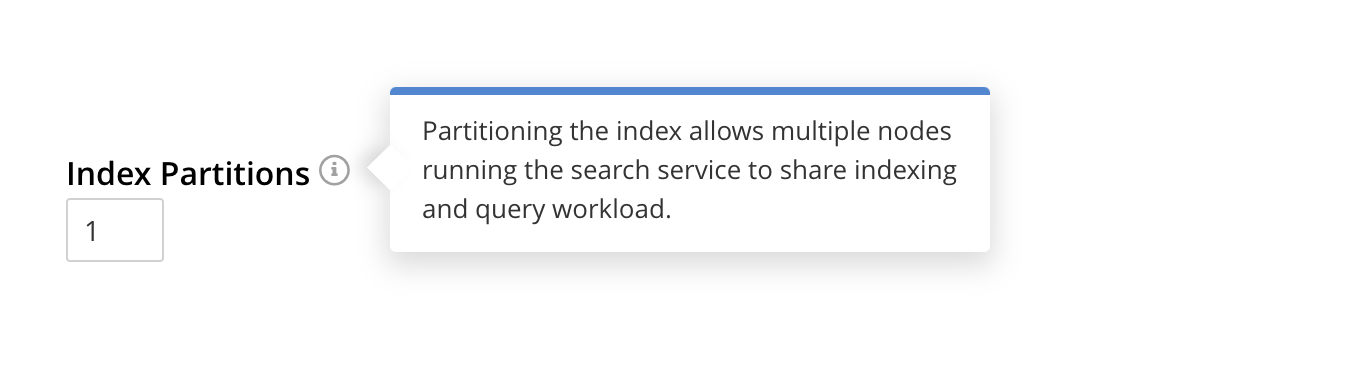 Index Partitions
1
Partitioning the index allows multiple nodes
running the search service to share indexing
and query workload.